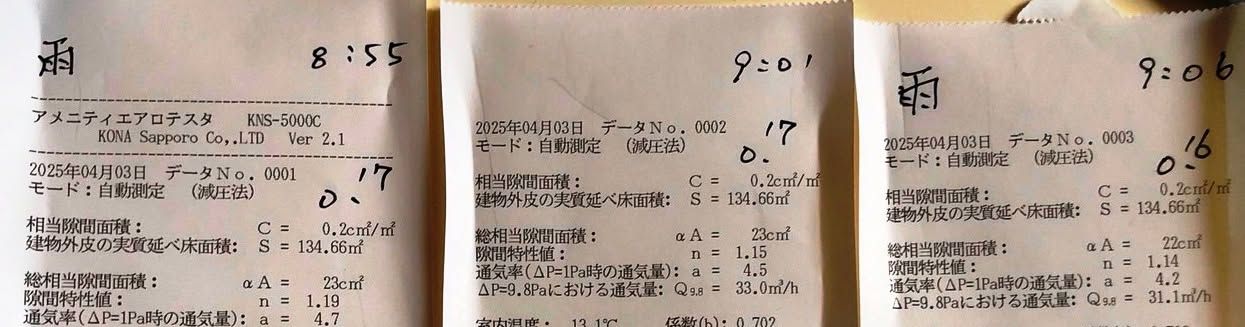 雨 8:55
アメニティエアロテスタ KNS-5000C
KONA Sapporo Co,.LTD Ver 2.1
2025年04月03日 データNo. 0001
モード：自動測定 (減圧法)
0.17
相当隙間面積： C = 0.2c㎡/㎡
建物外皮の実質延べ床面積: S = 134.66㎡
総相当隙間面積： αA = 23c㎡
隙間特性値： n = 1.19
通気率(ΔP=1Pa時の通気量): a = 4.7
9:01
2025年04月03日 データNo. 0002
モード：自動測定 (減圧法)
0.17
相当隙間面積： C = 0.2c㎡/㎡
建物外皮の実質延べ床面積: S = 134.66㎡
総相当隙間面積： αA = 23c㎡
隙間特性値： n = 1.15
通気率(ΔP=1Pa時の通気量): a = 4.5
ΔP=9.8Paにおける通気量: Q9.8 = 33.0㎥/h
室内温度： 13.1℃ 係数(b): 0.702
雨 9:06
2025年04月03日 データNo. 0003
モード：自動測定 (減圧法)
0.16
相当隙間面積： C = 0.2c㎡/㎡
建物外皮の実質延べ床面積: S = 134.66㎡
総相当隙間面積： αA = 22c㎡
隙間特性値： n = 1.14
通気率(ΔP=1Pa時の通気量): a = 4.2
ΔP=9.8Paにおける通気量: Q9.8 = 31.1㎥/h